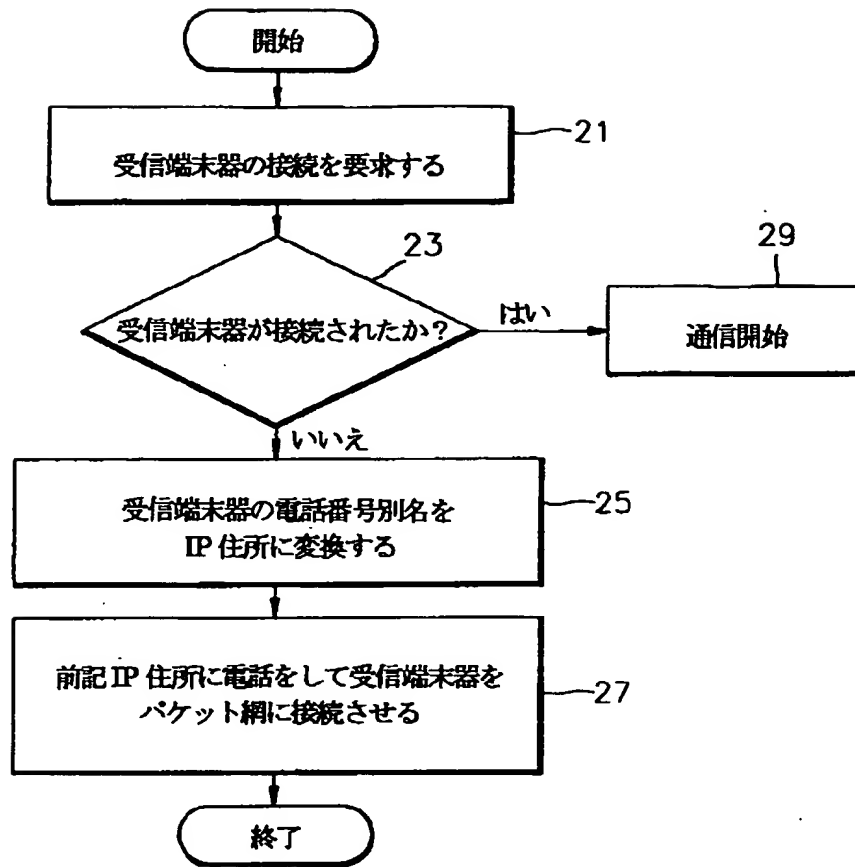 開始
受信端末器の接続を要求する
21
23
受信端末器が接続されたか?
はい
29
通信開始
いいえ
受信端末器の電話番号別名を
IP 住所に変換する
25
前記 IP 住所に電話をして受信端末器を
パケット網に接続させる
27
終了